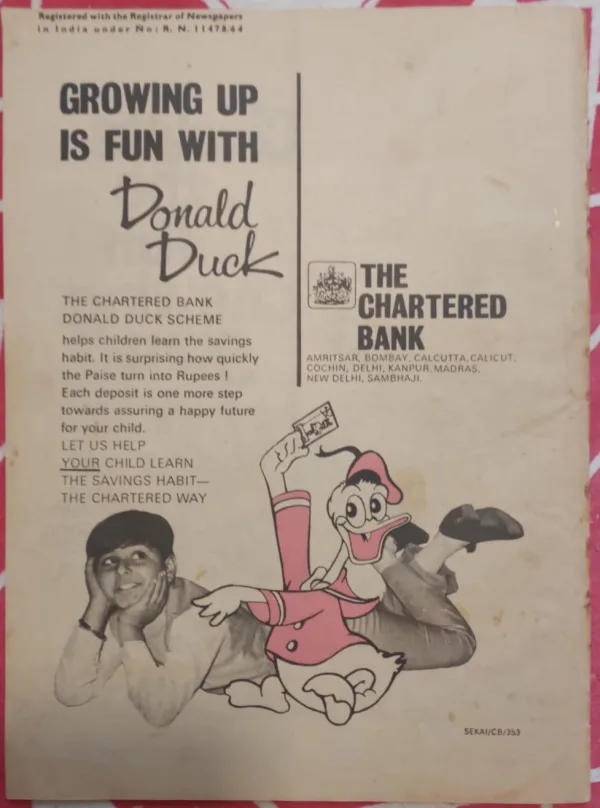 Registered with the Registrar of Newspapers
in India under No: R. N. 11478/64
GROWING UP
IS FUN WITH
Donald
Duck
THE CHARTERED BANK
DONALD DUCK SCHEME
helps children learn the savings
habit. It is surprising how quickly
the Paise turn into Rupees !
Each deposit is one more step
towards assuring a happy future
for your child.
LET US HELP
YOUR CHILD LEARN
THE SAVINGS HABIT—
THE CHARTERED WAY
THE
CHARTERED
BANK
AMRITSAR, BOMBAY, CALCUTTA, CALICUT,
COCHIN, DELHI, KANPUR, MADRAS,
NEW DELHI, SAMBHAJI.
SEKAI/CB/353